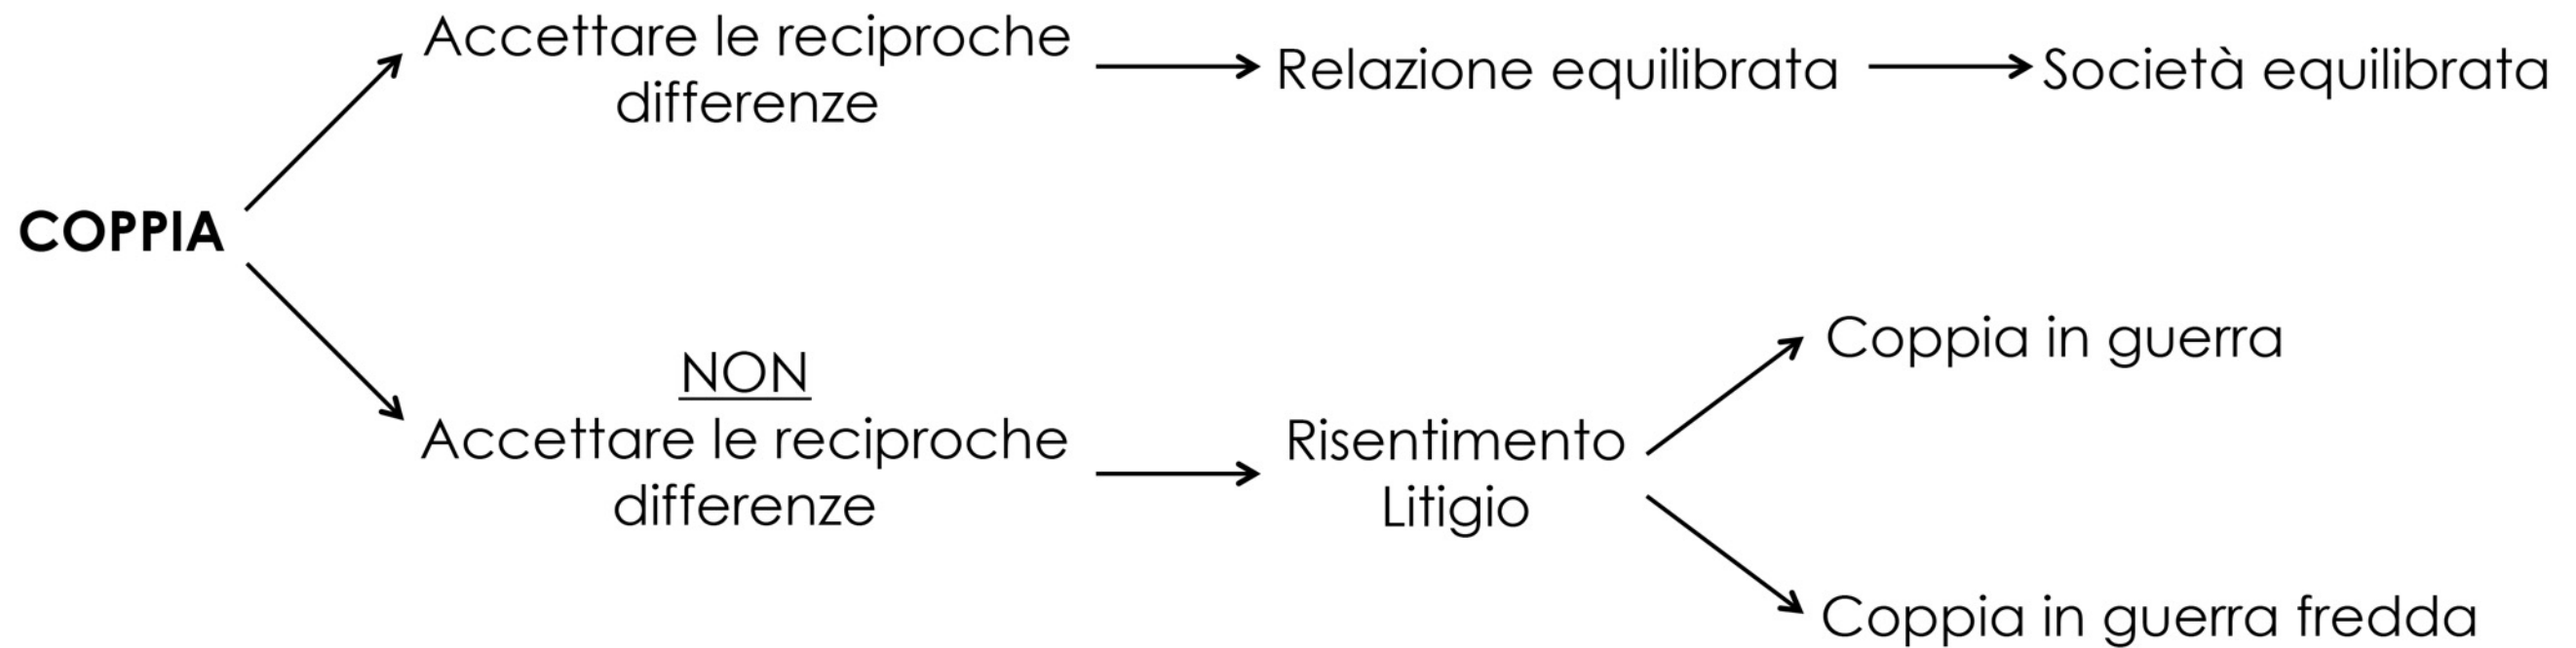 Accettare le reciproche
differenze
Relazione equilibrata
Società equilibrata
COPPIA
NON
Accettare le reciproche
differenze
Risentimento
Litigio
Coppia in guerra
Coppia in guerra fredda